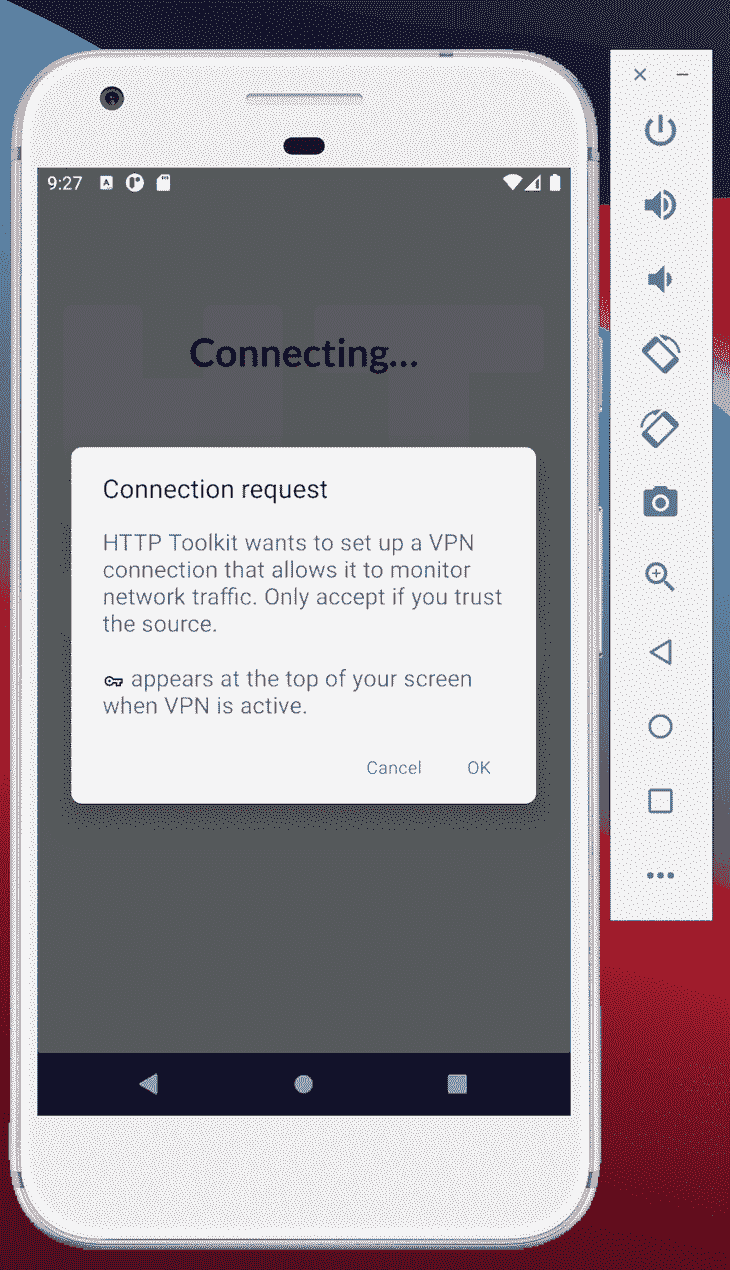 9:27
Connecting...
Connection request
HTTP Toolkit wants to set up a VPN
connection that allows it to monitor
network traffic. Only accept if you trust
the source.
appears at the top of your screen
when VPN is active.
Cancel OK